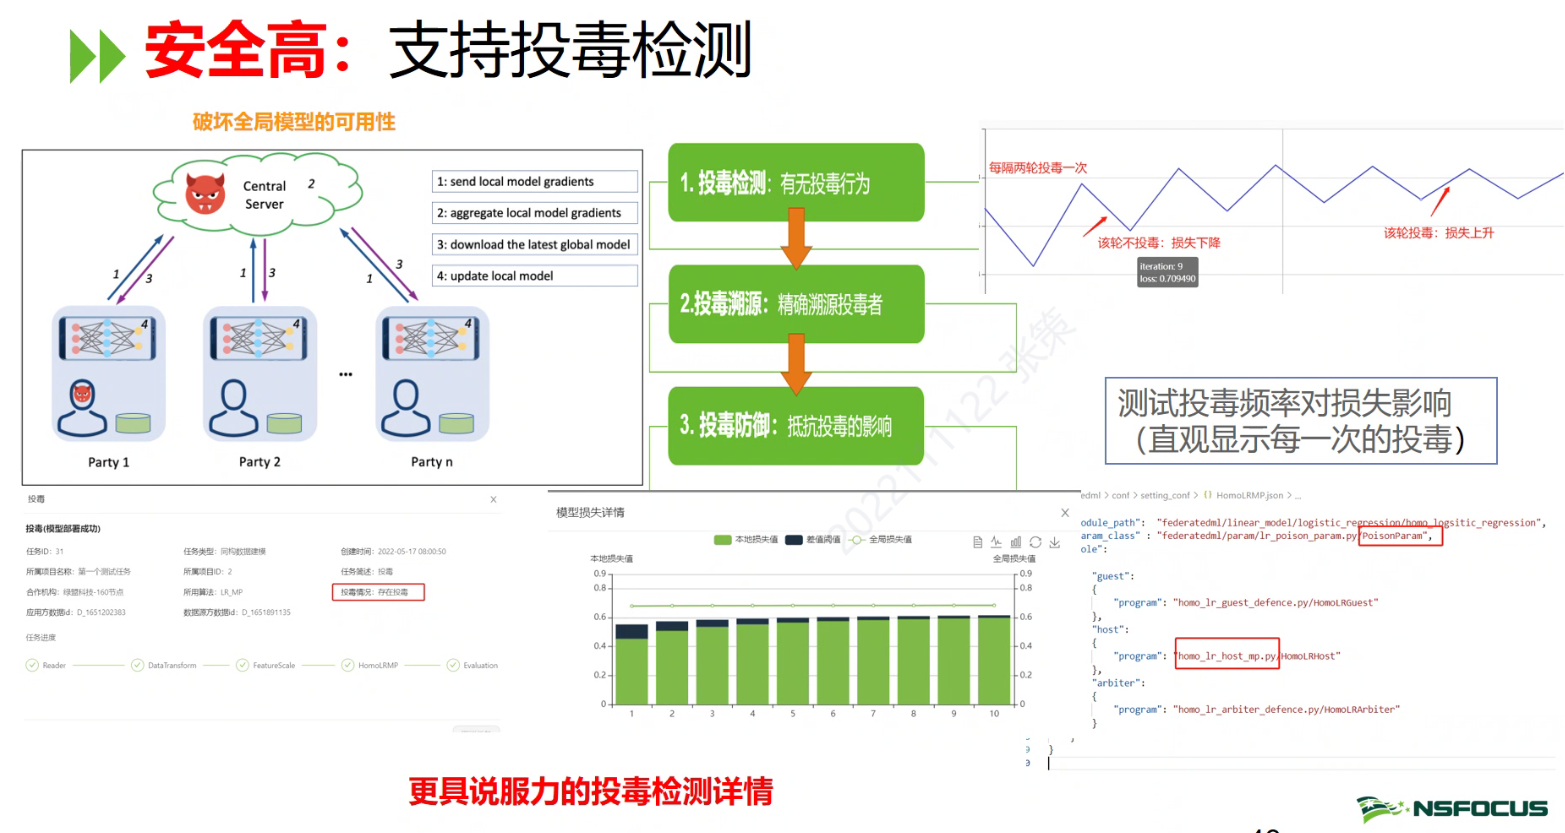 安全高：支持投毒检测
破坏全局模型的可用性
Central
Server
2
1: send local model gradients
2: aggregate local model gradients
3: download the latest global model
4: update local model
1
3
1
3
1
3
4
4
4
...
Party 1
Party 2
Party n
1. 投毒检测：有无投毒行为
2.投毒溯源：精确溯源投毒者
3. 投毒防御：抵抗投毒的影响
每隔两轮投毒一次
该轮不投毒：损失下降
该轮投毒：损失上升
iteration: 9
loss: 0.709490
测试投毒频率对损失影响
（直观显示每一次的投毒）
投毒
X
投毒(模型部署成功)
任务ID：31
任务类型：同构数据建模
创建时间：2022-05-17 08:00:50
所属项目名称：第一个测试任务
所属项目ID：2
任务简述：投毒
合作机构：绿盟科技-160节点
所用算法：LR_MP
投毒情况：存在投毒
应用方数据id：D_1651202383
数据源方数据id：D_1651891135
任务进度
Reader
DataTransform
FeatureScale
HomoLRMP
Evaluation
模型损失详情
X
本地损失值
差值阈值
全局损失值
本地损失值
全局损失值
0.9
0.8
0.6
0.4
0.2
0
0.9
0.8
0.6
0.4
0.2
0
1 2 3 4 5 6 7 8 9 10
edml > conf > setting_conf > {} HomoLRMP.json > ...
odule_path": "federatedml/linear_model/logistic_regression/homo_logsitic_regression",
aram_class" : "federatedml/param/lr_poison_param.py/PoisonParam",
ole":
"guest":
{
"program": "homo_lr_guest_defence.py/HomoLRGuest"
},
"host":
{
"program": "homo_lr_host_mp.py/HomoLRHost"
},
"arbiter":
{
"program": "homo_lr_arbiter_defence.py/HomoLRArbiter"
}
}
更具说服力的投毒检测详情
NSFOCUS
2022111122 张策